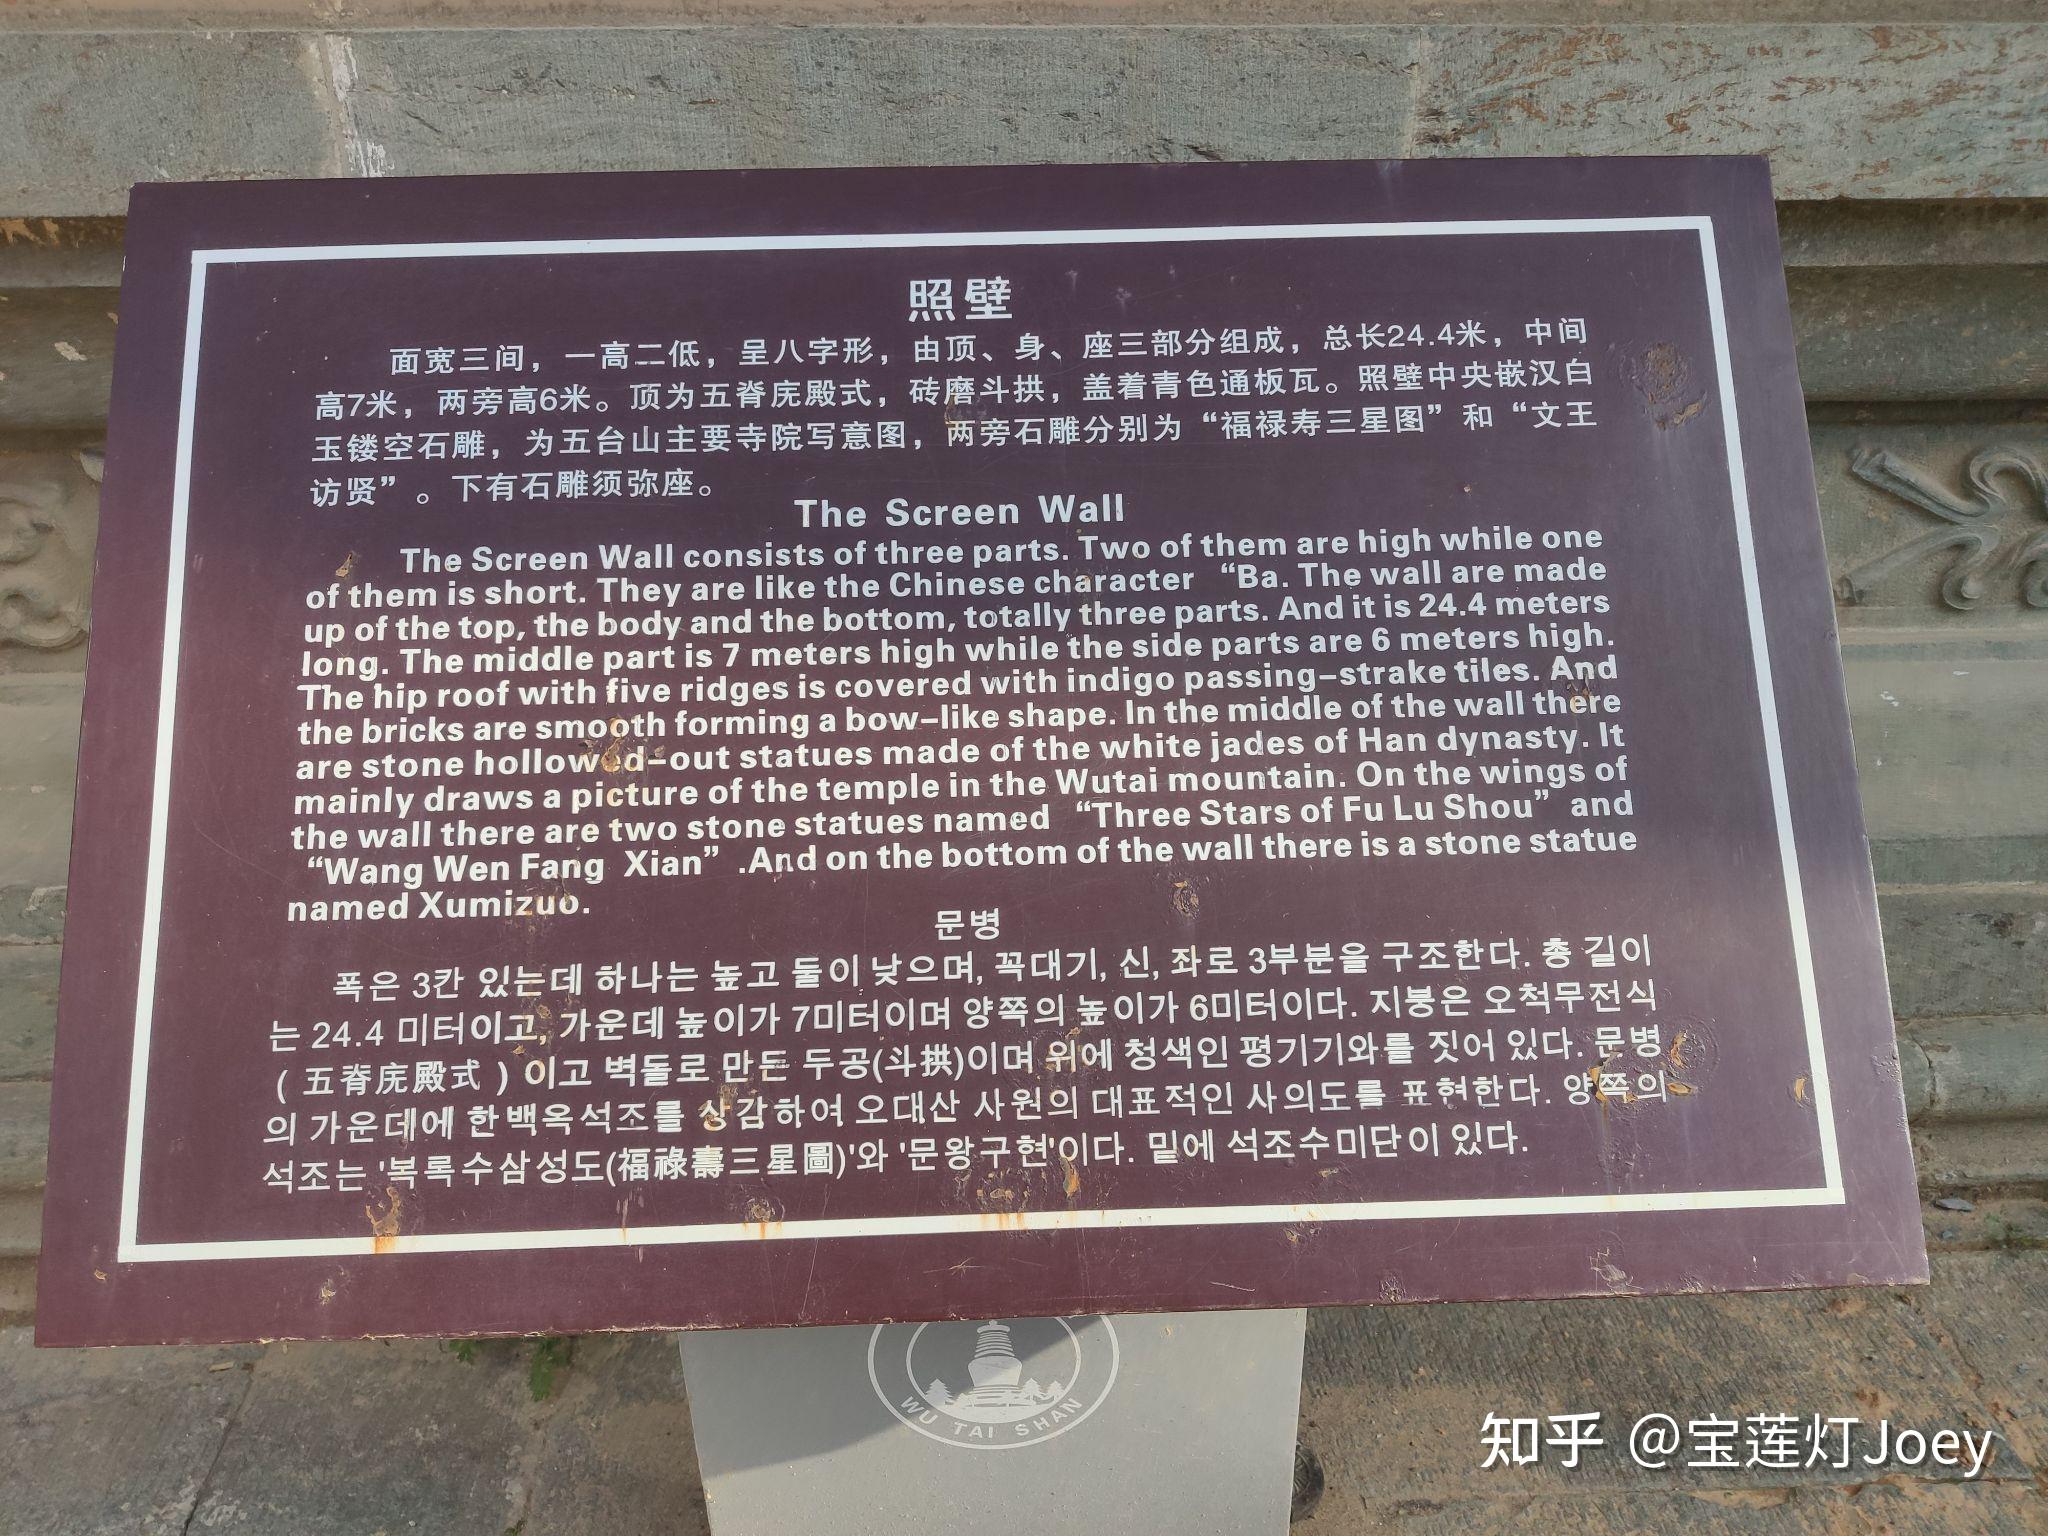 照壁
面宽三间，一高二低，呈八字形，由顶、身、座三部分组成，总长24.4米，中间
高7米，两旁高6米。顶为五脊庑殿式，砖磨斗拱，盖着青色通板瓦。照壁中央嵌汉白
玉镂空石雕，为五台山主要寺院写意图，两旁石雕分别为“福禄寿三星图”和“文王
访贤”。下有石雕须弥座。
The Screen Wall
The Screen Wall consists of three parts. Two of them are high while one
of them is short. They are like the Chinese character “Ba. The wall are made
up of the top, the body and the bottom, totally three parts. And it is 24.4 meters
long. The middle part is 7 meters high while the side parts are 6 meters high.
The hip roof with five ridges is covered with indigo passing-strake tiles. And
the bricks are smooth forming a bow-like shape. In the middle of the wall there
are stone hollowed-out statues made of the white jades of Han dynasty. It
mainly draws a picture of the temple in the Wutai mountain. On the wings of
the wall there are two stone statues named “Three Stars of Fu Lu Shou” and
“Wang Wen Fang Xian” .And on the bottom of the wall there is a stone statue
named Xumizuo.
문병
폭은 3칸 있는데 하나는 높고 둘이 낮으며, 꼭대기, 신, 좌로 3부분을 구조한다. 총 길이
는 24.4 미터이고, 가운데 높이가 7미터이며 양쪽의 높이가 6미터이다. 지붕은 오척무전식
( 五脊庑殿式 ) 이고 벽돌로 만든 두공(斗拱)이며 위에 청색인 평기기와를 짓어 있다. 문병
의 가운데에 한백옥석조를 상감하여 오대산 사원의 대표적인 사의도를 표현한다. 양쪽의
석조는 '복록수삼성도(福祿壽三星圖)'와 '문왕구현'이다. 밑에 석조수미단이 있다.
WU TAI SHAN
知乎 @宝莲灯Joey